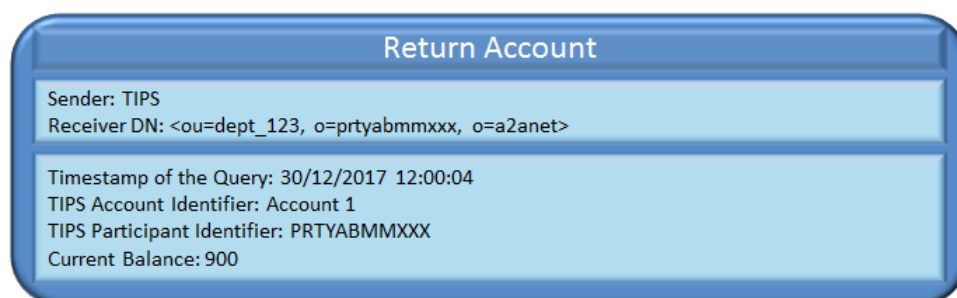 Return Account
Sender: TIPS
Receiver DN: <ou=dept_123, o=prtyabmmxxx, o=a2anet>
Timestamp of the Query: 30/12/2017 12:00:04
TIPS Account Identifier: Account 1
TIPS Participant Identifier: PRTYABMMXXX
Current Balance: 900